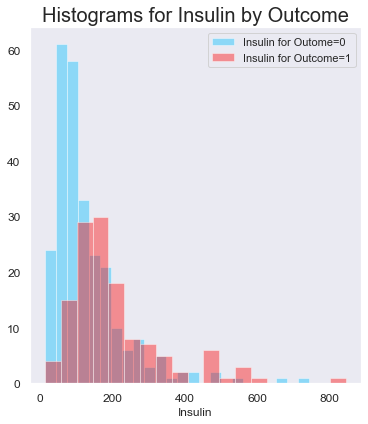 Histograms for Insulin by Outcome
Insulin for Outome=0
Insulin for Outcome=1
60
50
40
30
20
10
0
0 200 400 600 800
Insulin